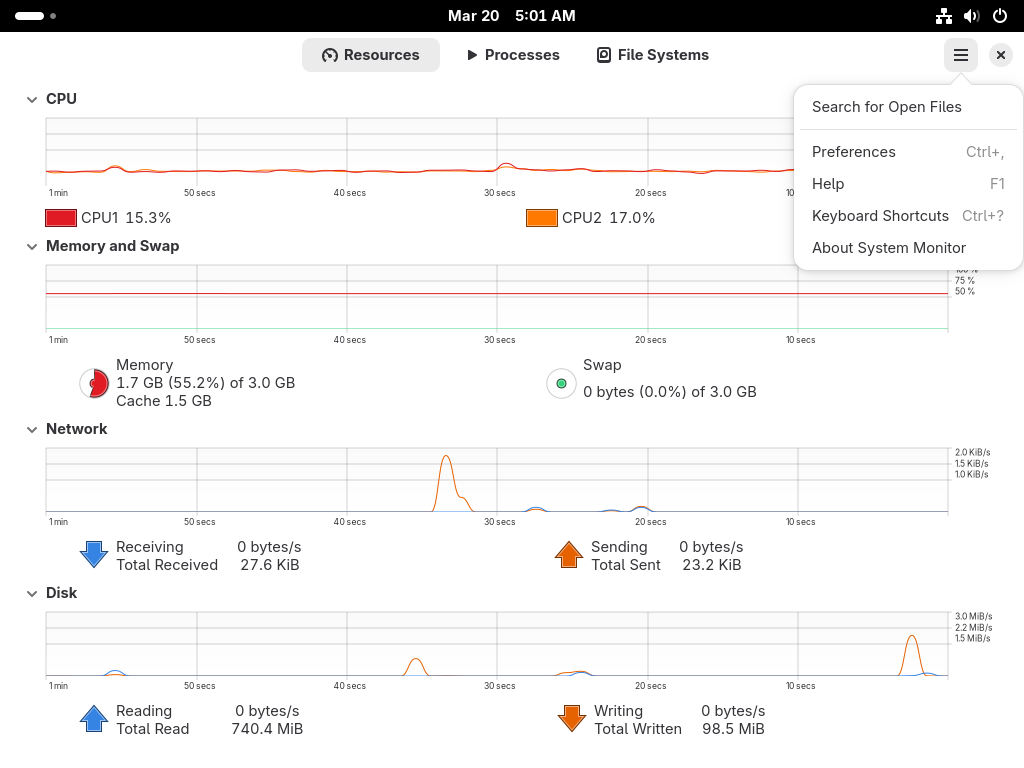 Mar 20 5:01 AM
Resources Processes File Systems
Search for Open Files
Preferences Ctrl+,
Help F1
Keyboard Shortcuts Ctrl+?
About System Monitor
CPU
1 min 50 secs 40 secs 30 secs 20 secs 10
CPU1 15.3% CPU2 17.0%
Memory and Swap
100 %
75 %
50 %
1 min 50 secs 40 secs 30 secs 20 secs 10 secs
Memory
1.7 GB (55.2%) of 3.0 GB
Cache 1.5 GB
Swap
0 bytes (0.0%) of 3.0 GB
Network
2.0 KiB/s
1.5 KiB/s
1.0 KiB/s
1 min 50 secs 40 secs 30 secs 20 secs 10 secs
Receiving 0 bytes/s
Total Received 27.6 KiB
Sending 0 bytes/s
Total Sent 23.2 KiB
Disk
3.0 MiB/s
2.2 MiB/s
1.5 MiB/s
1 min 50 secs 40 secs 30 secs 20 secs 10 secs
Reading 0 bytes/s
Total Read 740.4 MiB
Writing 0 bytes/s
Total Written 98.5 MiB